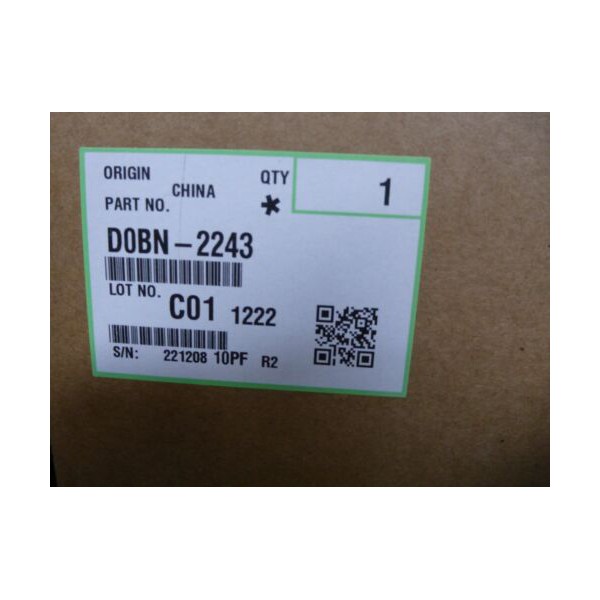 ORIGIN CHINA QTY * 1
PART NO.
D0BN-2243
LOT NO. C01 1222
S/N: 221208 10PF R2